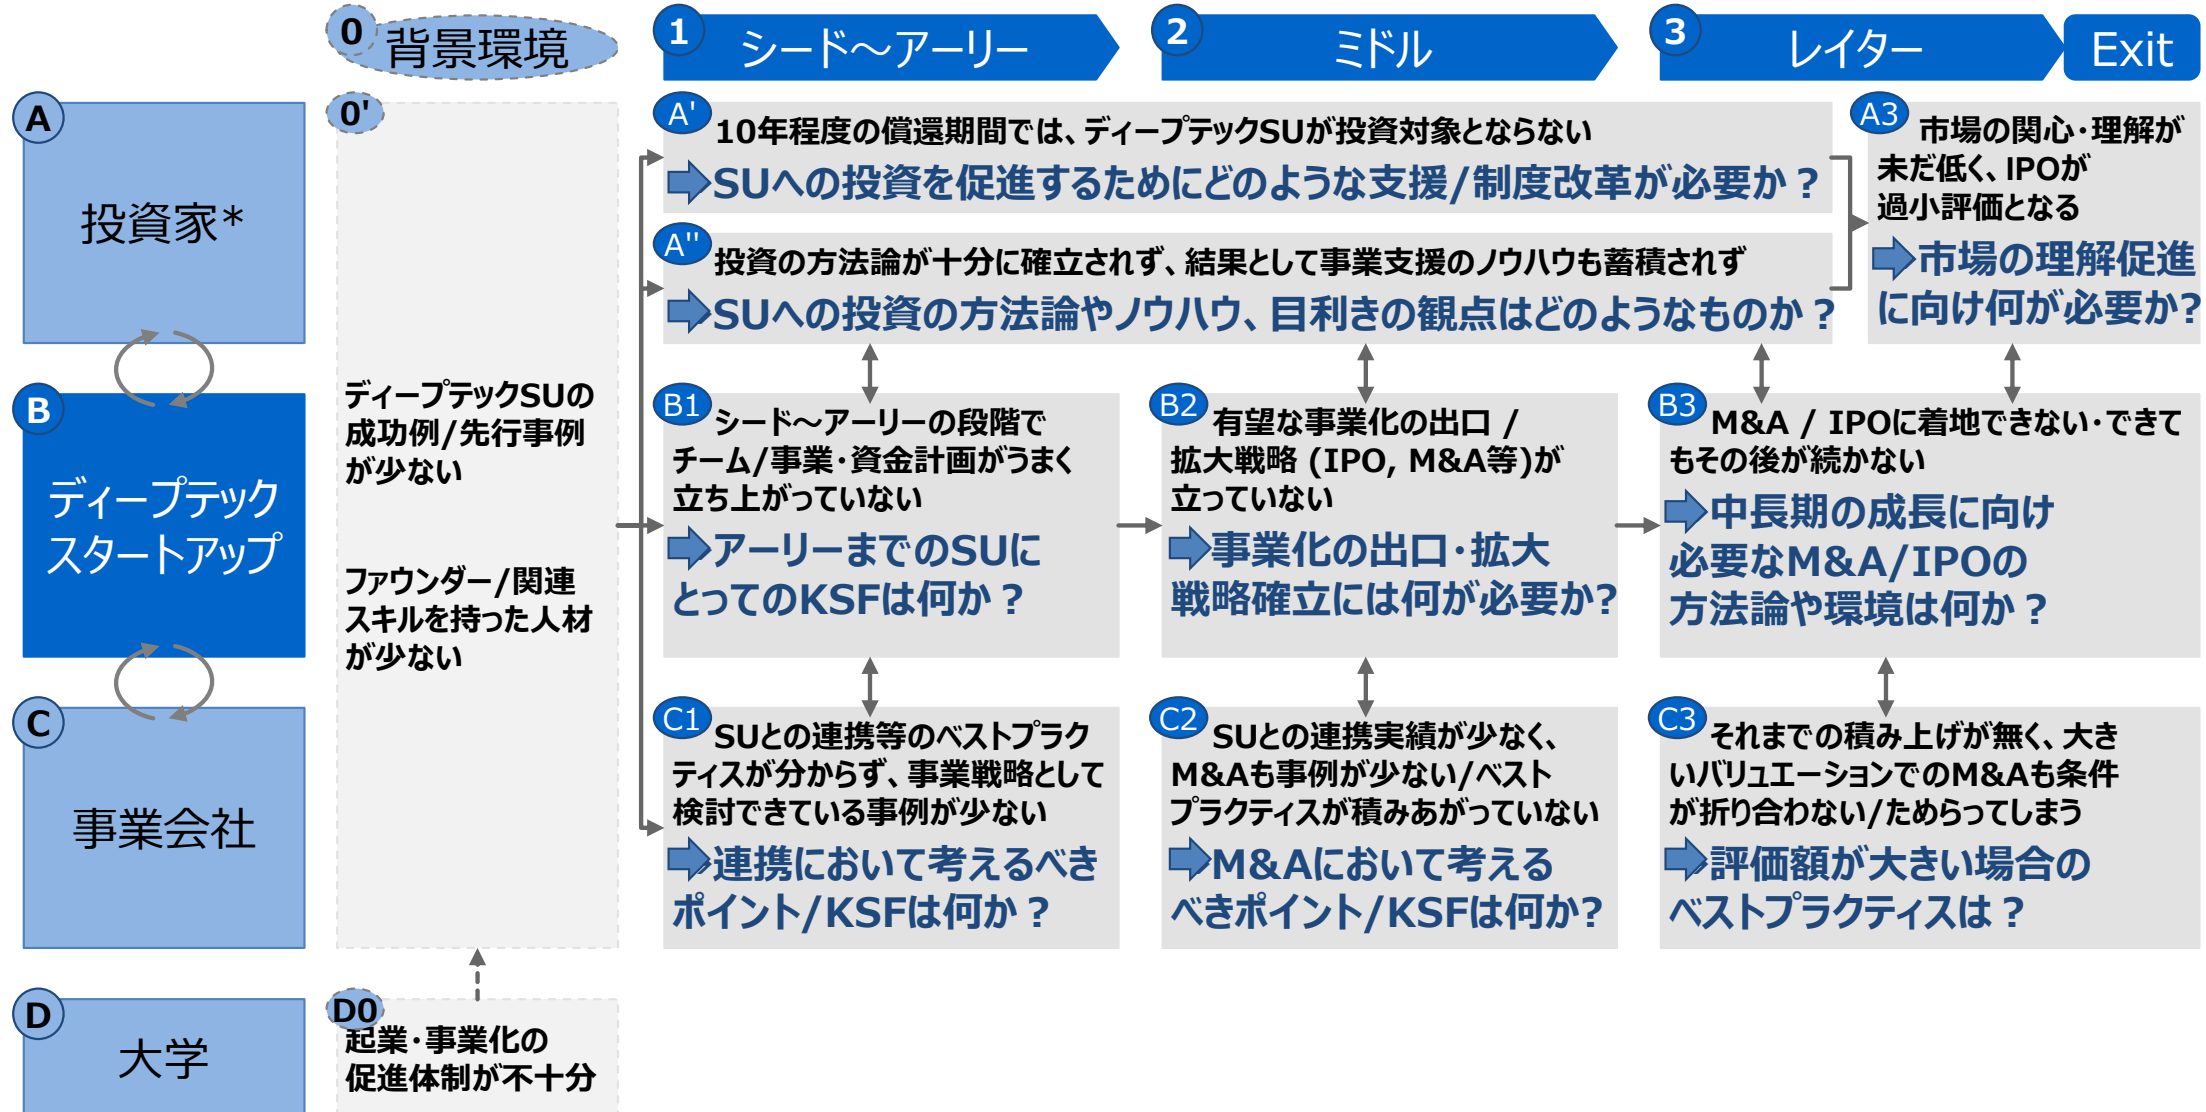 0 背景環境
1 シード～アーリー
2 ミドル
3 レイター
Exit
A
投資家*
B
ディープテック
スタートアップ
C
事業会社
D
大学
0'
ディープテックSUの
成功例/先行事例
が少ない
ファウンダー/関連
スキルを持った人材
が少ない
D0
起業･事業化の
促進体制が不十分
A'
10年程度の償還期間では､ディープテックSUが投資対象とならない
SUへの投資を促進するためにどのような支援/制度改革が必要か？
A''
投資の方法論が十分に確立されず､結果として事業支援のノウハウも蓄積されず
SUへの投資の方法論やノウハウ､目利きの観点はどのようなものか？
A3
市場の関心･理解が
未だ低く､IPOが
過小評価となる
市場の理解促進
に向け何が必要か?
B1
シード～アーリーの段階で
チーム/事業･資金計画がうまく
立ち上がっていない
アーリーまでのSUに
とってのKSFは何か？
B2
有望な事業化の出口 /
拡大戦略 (IPO, M&A等)が
立っていない
事業化の出口･拡大
戦略確立には何が必要か?
B3
M&A / IPOに着地できない･できて
もその後が続かない
中長期の成長に向け
必要なM&A/IPOの
方法論や環境は何か？
C1
SUとの連携等のベストプラク
ティスが分からず､事業戦略として
検討できている事例が少ない
連携において考えるべき
ポイント/KSFは何か？
C2
SUとの連携実績が少なく､
M&Aも事例が少ない/ベスト
プラクティスが積みあがっていない
M&Aにおいて考える
べきポイント/KSFは何か?
C3
それまでの積み上げが無く､大き
いバリュエーションでのM&Aも条件
が折り合わない/ためらってしまう
評価額が大きい場合の
ベストプラクティスは？